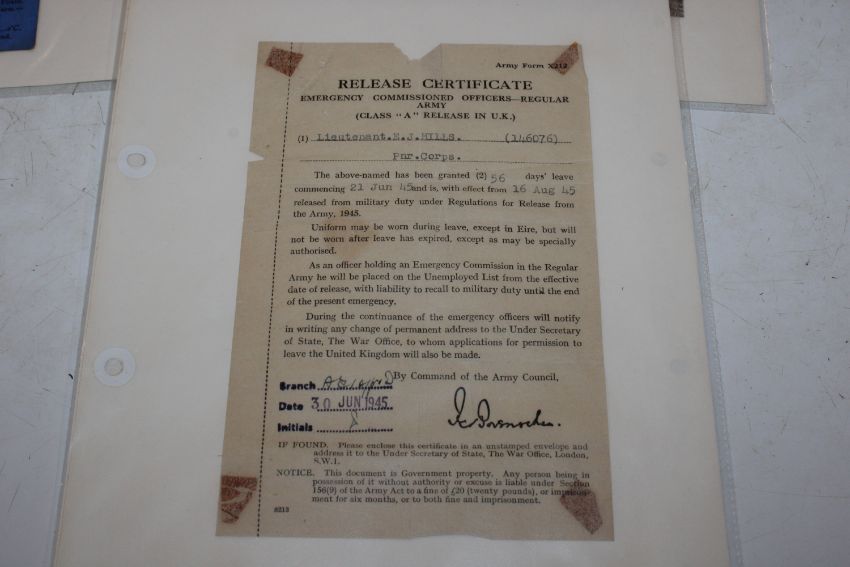 Army Form X212
RELEASE CERTIFICATE
EMERGENCY COMMISSIONED OFFICERS—REGULAR
ARMY
(CLASS "A" RELEASE IN U.K.)
(1) Lieutenant.E.J.MILLS. (146076)
Pnr.Corps.
The above-named has been granted (2) 56 days' leave
commencing 21 Jun 45 and is, with effect from 16 Aug 45
released from military duty under Regulations for Release from
the Army, 1945.
Uniform may be worn during leave, except in Eire, but will
not be worn after leave has expired, except as may be specially
authorised.
As an officer holding an Emergency Commission in the Regular
Army he will be placed on the Unemployed List from the effective
date of release, with liability to recall to military duty until the end
of the present emergency.
During the continuance of the emergency officers will notify
in writing any change of permanent address to the Under Secretary
of State, The War Office, to whom applications for permission to
leave the United Kingdom will also be made.
By Command of the Army Council,
Branch
Date 30 JUN 1945
Initials
IF FOUND. Please enclose this certificate in an unstamped envelope and
address it to the Under Secretary of State, The War Office, London,
S.W.1.
NOTICE. This document is Government property. Any person being in
possession of it without authority or excuse is liable under Section
156(9) of the Army Act to a fine of £20 (twenty pounds), or imprison-
ment for six months, or to both fine and imprisonment.
8213